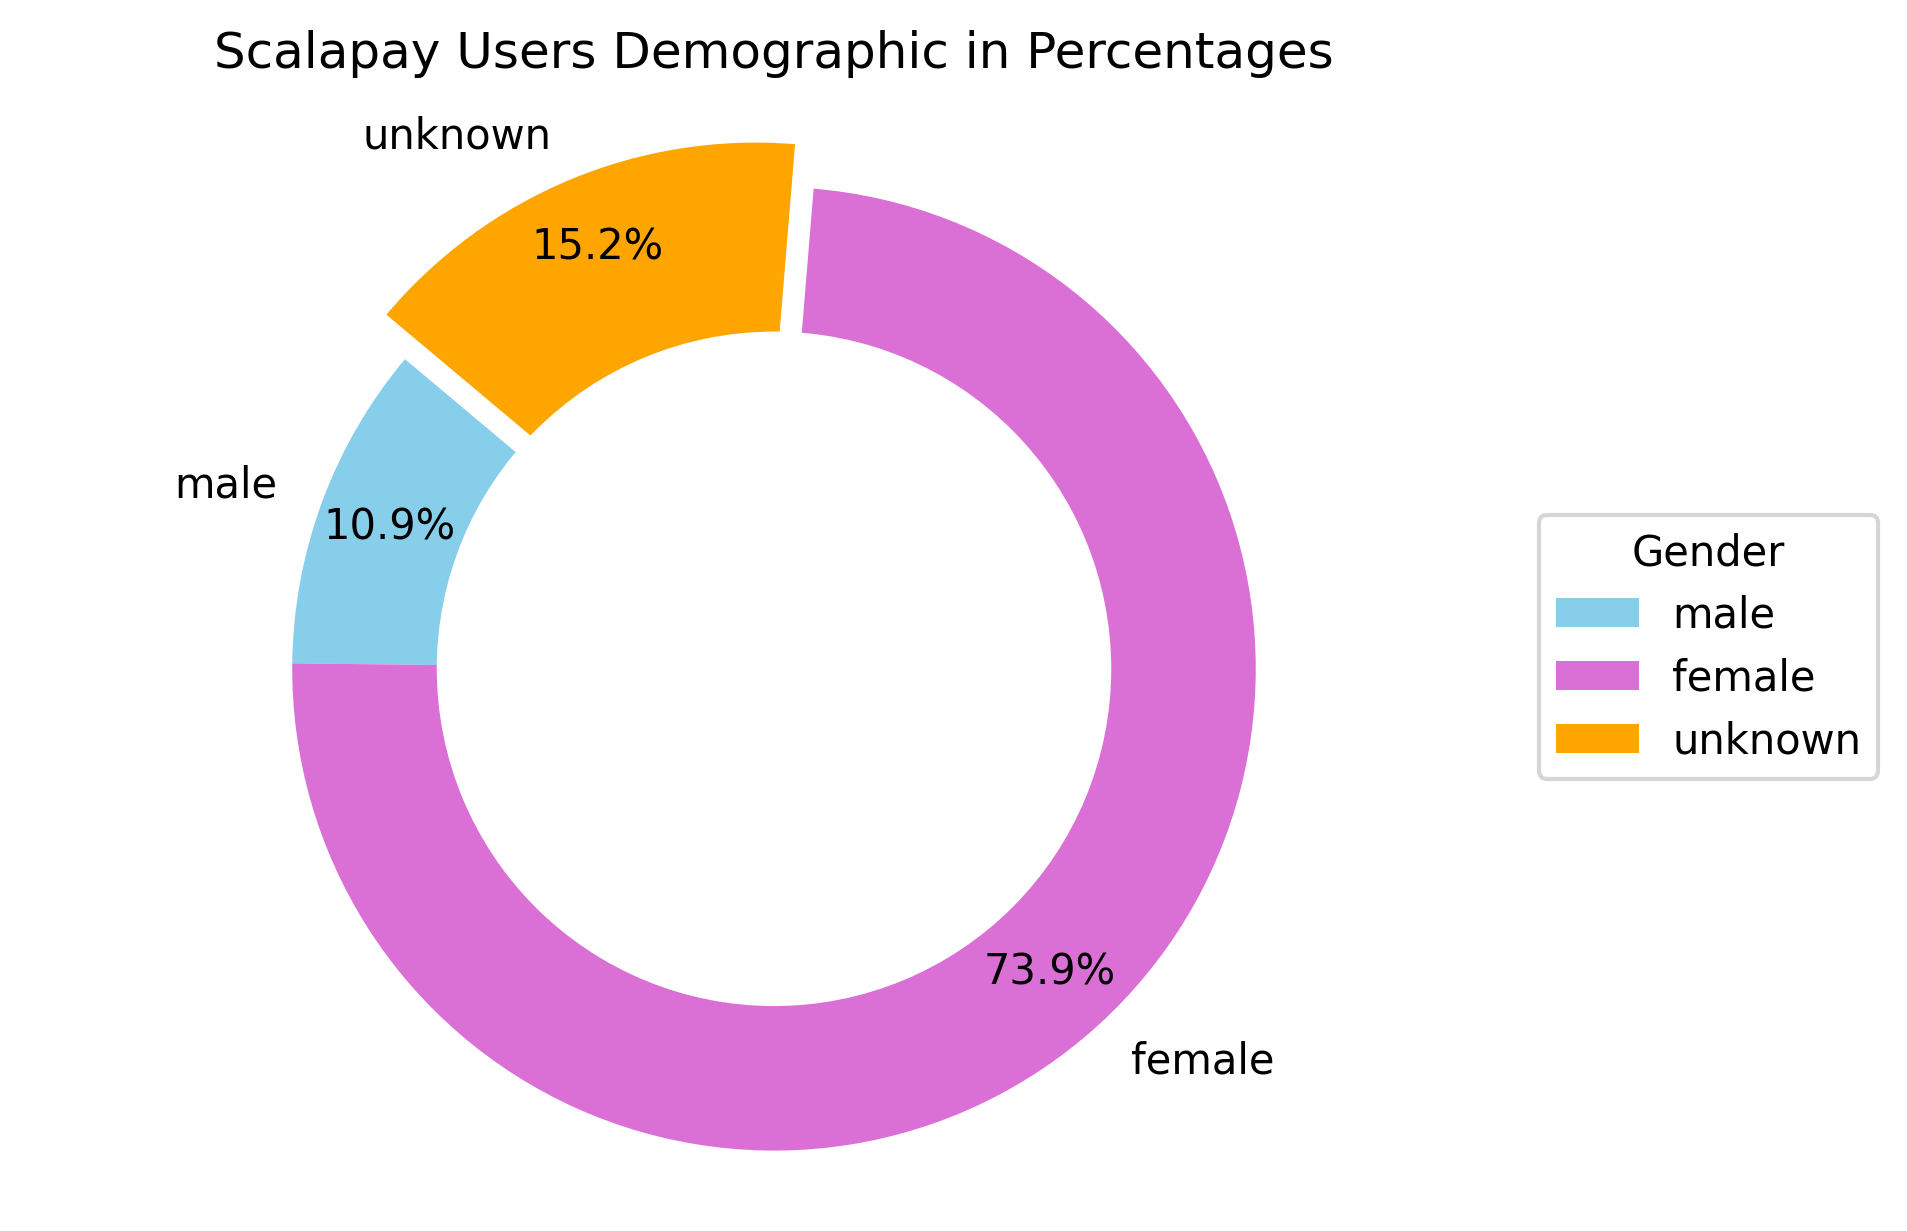 Scalapay Users Demographic in Percentages
unknown
15.2%
male
10.9%
73.9%
female
Gender
male
female
unknown